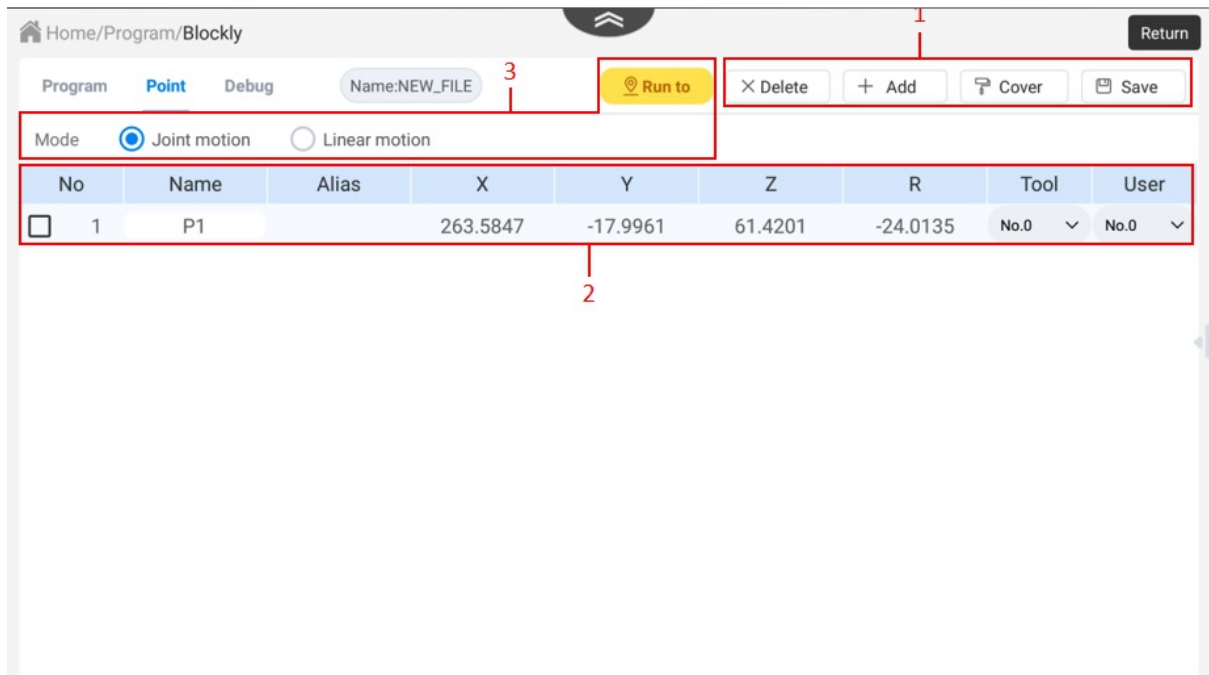 1
Home/Program/Blockly Return
Program Point Debug Name:NEW_FILE 3 Run to Delete Add Cover Save
Mode Joint motion Linear motion
No Name Alias X Y Z R Tool User
1 P1 263.5847 -17.9961 61.4201 -24.0135 No.0 No.0
2